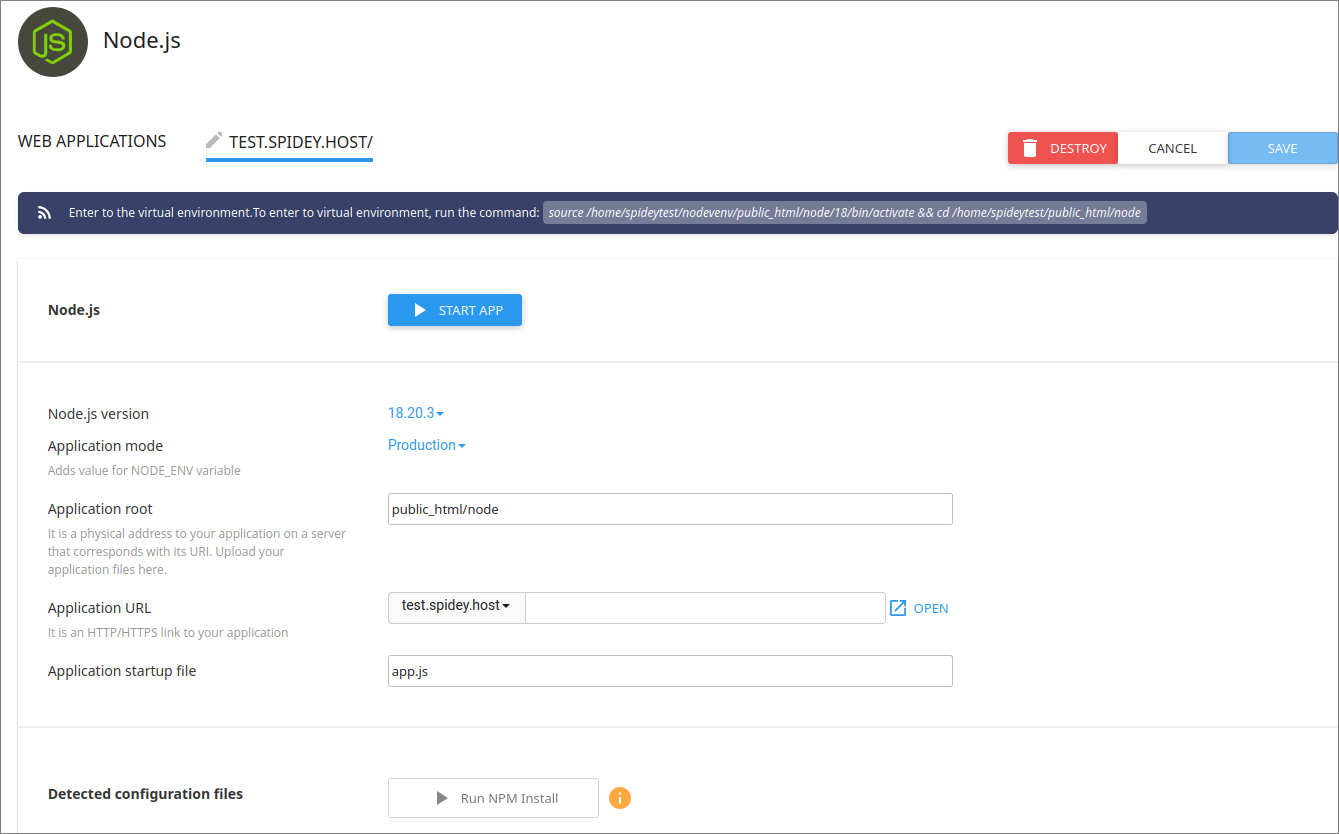 JS
Node.js
WEB APPLICATIONS
TEST.SPIDEY.HOST/
DESTROY
CANCEL
SAVE
Enter to the virtual environment.To enter to virtual environment, run the command: source /home/spideytest/nodevenv/public_html/node/18/bin/activate && cd /home/spideytest/public_html/node
Node.js
START APP
Node.js version
18.20.3
Application mode
Production
Adds value for NODE_ENV variable
Application root
public_html/node
It is a physical address to your application on a server
that corresponds with its URI. Upload your
application files here.
Application URL
test.spidey.host
OPEN
It is an HTTP/HTTPS link to your application
Application startup file
app.js
Detected configuration files
Run NPM Install